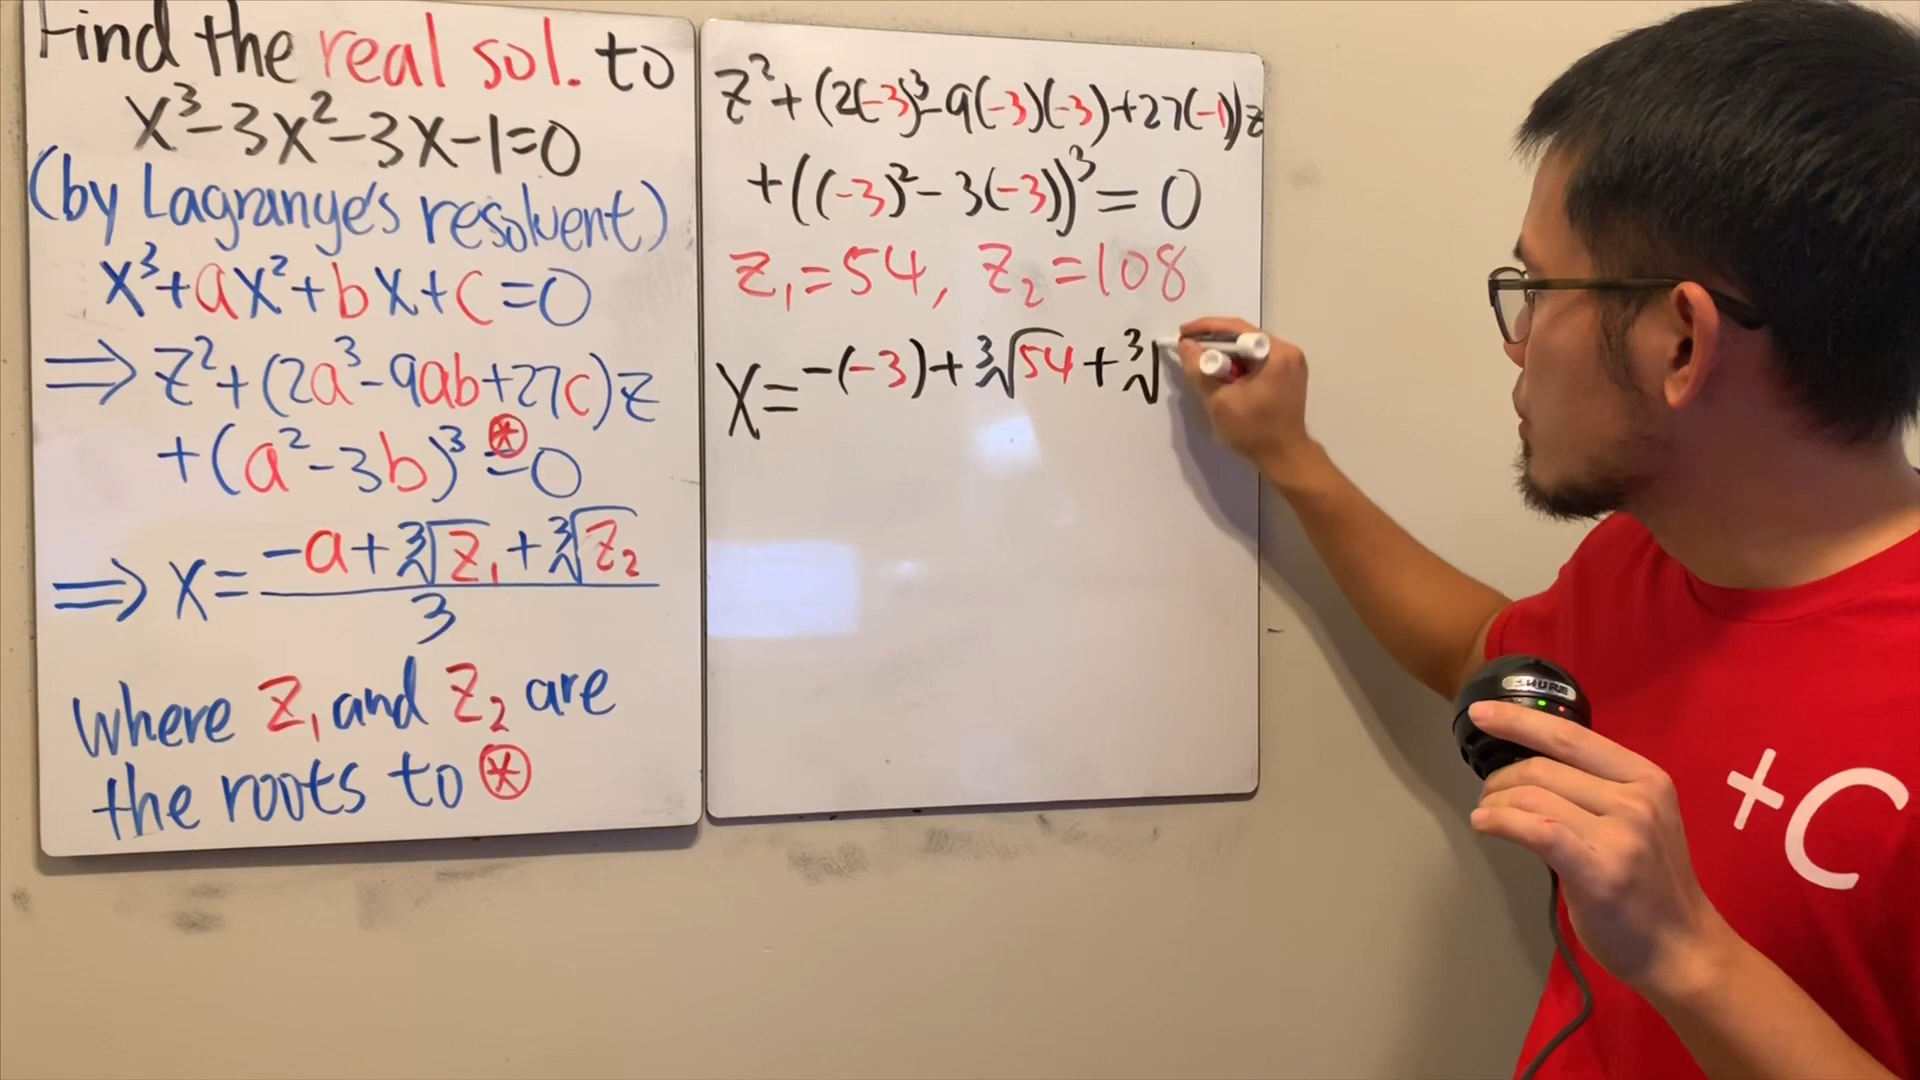 Find the real sol. to
x³-3x²-3x-1=0
(by Lagrange's resolvent)
x³+ax²+bx+c=0
⇒ z²+(2a³-9ab+27c)z
+(a²-3b)³ ⊛=0
⇒ x= (-a+∛z₁+∛z₂)/3
where z₁ and z₂ are
the roots to ⊛
z²+(2(-3)³-9(-3)(-3)+27(-1))z
+((-3)²-3(-3))³=0
z₁=54, z₂=108
x= -(-3)+∛54+∛
SHURE
+C